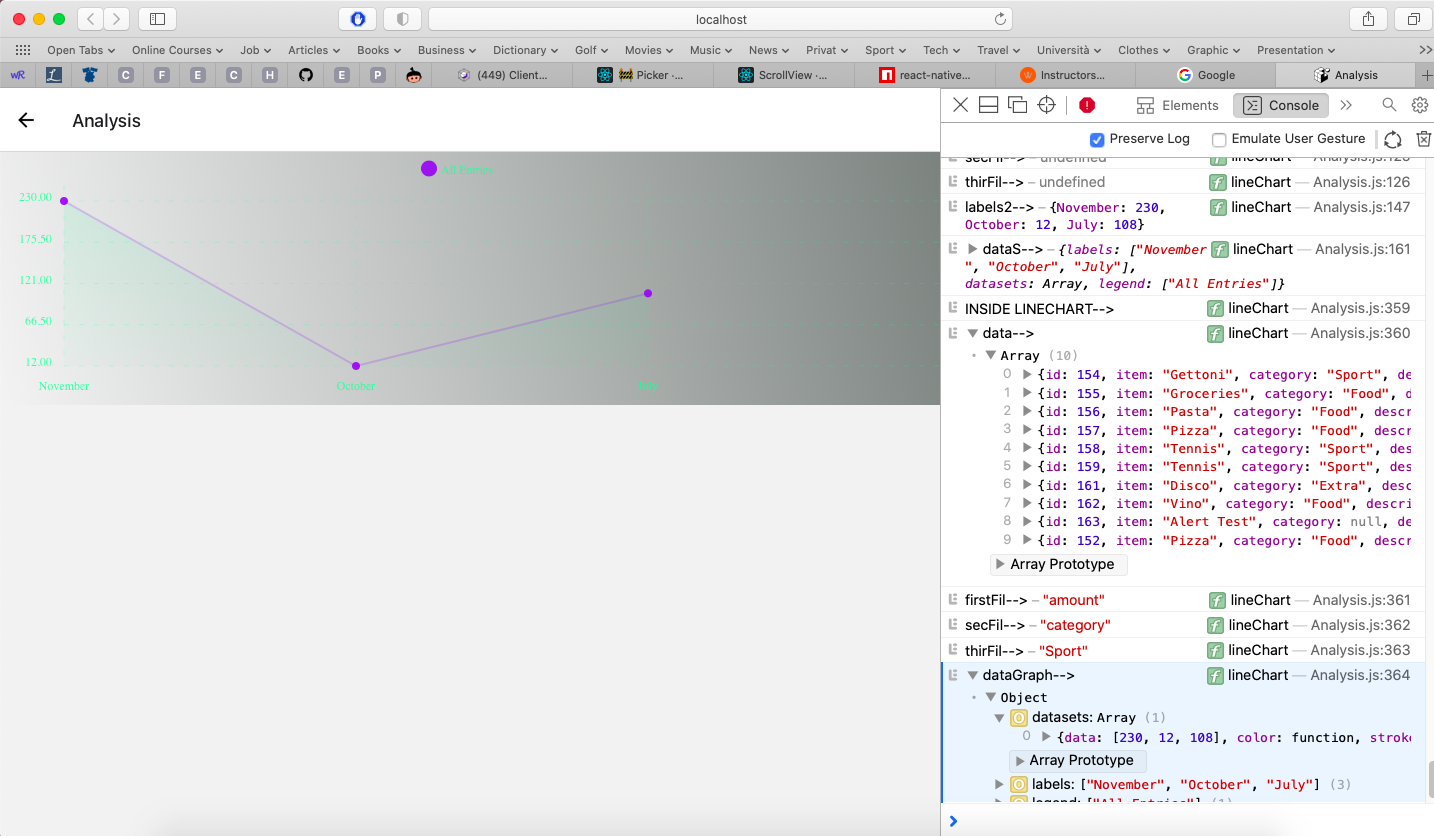 localhost
Open Tabs Online Courses Job Articles Books Business Dictionary Golf Movies Music News Privat Sport Tech Travel Università Clothes Graphic Presentation
wR L C F E C H E P (449) Client... Picker ·... ScrollView ·... react-native... Instructors... Google Analysis
Analysis
All Entries
230.00
175.50
121.00
66.50
12.00
November October July
Elements Console
Preserve Log Emulate User Gesture
secFil--> – undefined lineChart — Analysis.js:125
thirFil--> – undefined f lineChart — Analysis.js:126
labels2--> – {November: 230, f lineChart — Analysis.js:147
October: 12, July: 108}
dataS--> – {labels: ["November f lineChart — Analysis.js:161
", "October", "July"],
datasets: Array, legend: ["All Entries"]}
INSIDE LINECHART--> f lineChart — Analysis.js:359
data--> f lineChart — Analysis.js:360
Array (10)
0 {id: 154, item: "Gettoni", category: "Sport", de
1 {id: 155, item: "Groceries", category: "Food", d
2 {id: 156, item: "Pasta", category: "Food", descr
3 {id: 157, item: "Pizza", category: "Food", descr
4 {id: 158, item: "Tennis", category: "Sport", des
5 {id: 159, item: "Tennis", category: "Sport", des
6 {id: 161, item: "Disco", category: "Extra", desc
7 {id: 162, item: "Vino", category: "Food", descri
8 {id: 163, item: "Alert Test", category: null, de
9 {id: 152, item: "Pizza", category: "Food", descr
Array Prototype
firstFil--> – "amount" f lineChart — Analysis.js:361
secFil--> – "category" f lineChart — Analysis.js:362
thirFil--> – "Sport" f lineChart — Analysis.js:363
dataGraph--> f lineChart — Analysis.js:364
Object
O datasets: Array (1)
0 {data: [230, 12, 108], color: function, stroke
Array Prototype
O labels: ["November", "October", "July"] (3)
legend: ["All Entries"] (1)